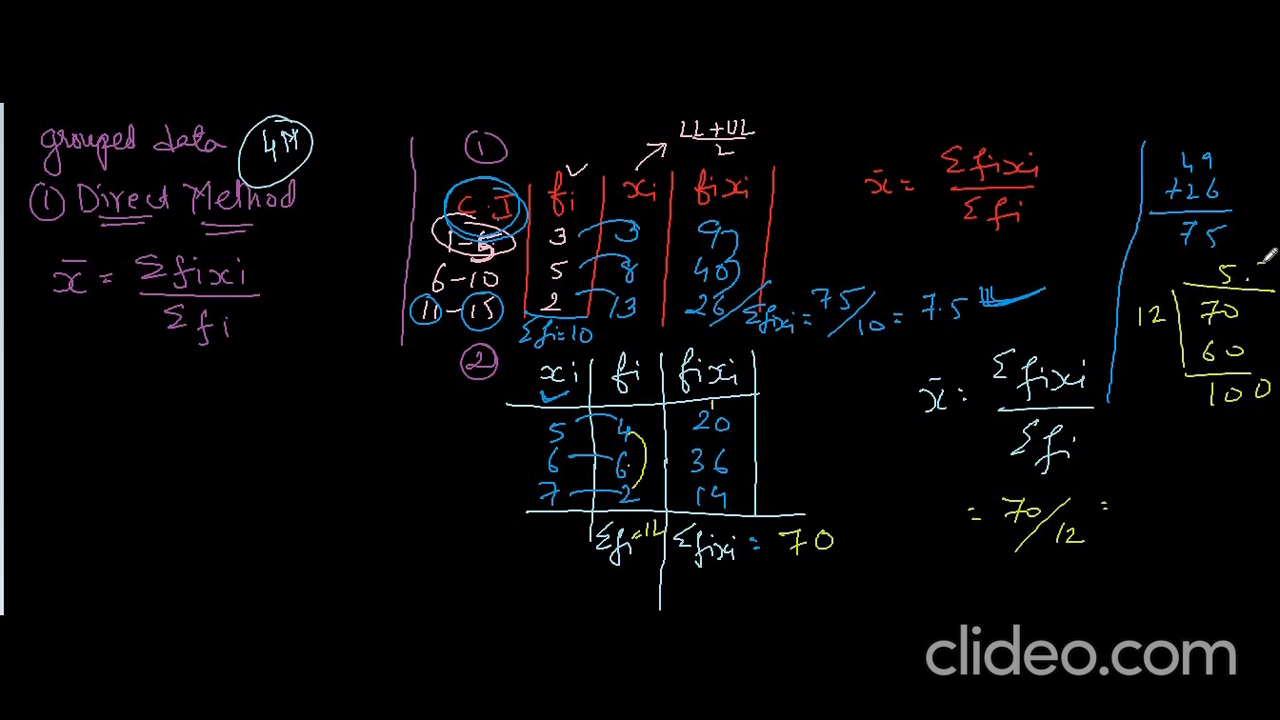 grouped data 4M
① Direct Method
x̄ = Σfixi / Σfi
①
LL + UL / 2
C.I | fi | xi | fixi
1-5 | 3 | 3 | 9
6-10 | 5 | 8 | 40
11-15 | 2 | 13 | 26
Σfi=10
Σfixi = 75/10 = 7.5
x̄ = Σfixi / Σfi
②
xi | fi | fixi
5 | 4 | 20
6 | 6 | 36
7 | 2 | 14
Σfi=12 | Σfixi = 70
x̄ = Σfixi / Σfi
= 70/12 =
49
+26
75
5.
12 | 70
60
100
clideo.com